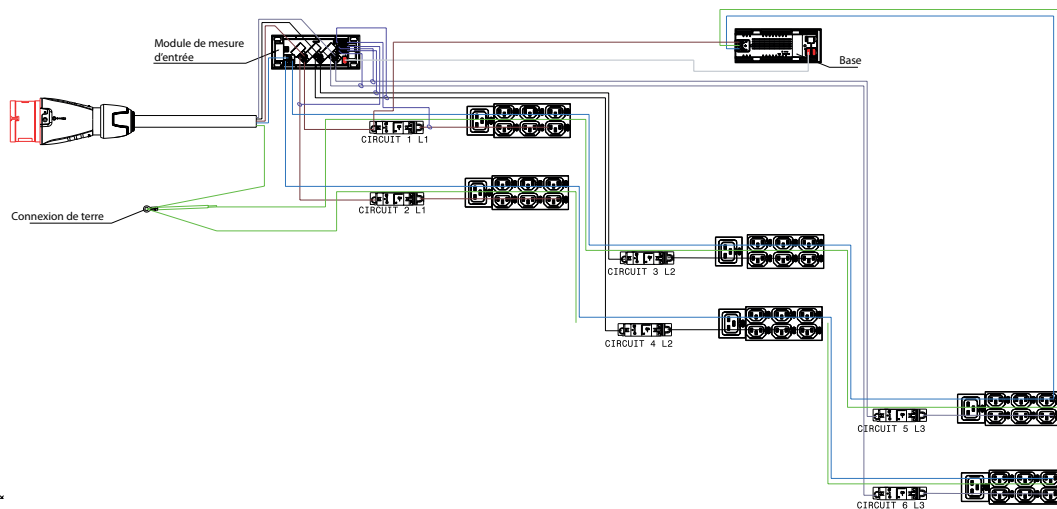 Module de mesure
d'entrée
Base
CIRCUIT 1 L1
CIRCUIT 2 L1
Connexion de terre
CIRCUIT 3 L2
CIRCUIT 4 L2
CIRCUIT 5 L3
CIRCUIT 6 L3